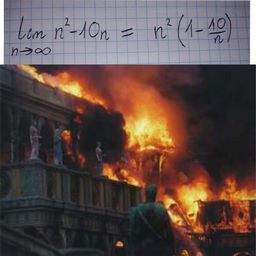 lim n² - 10n = n² (1 - 10/n)
n→∞